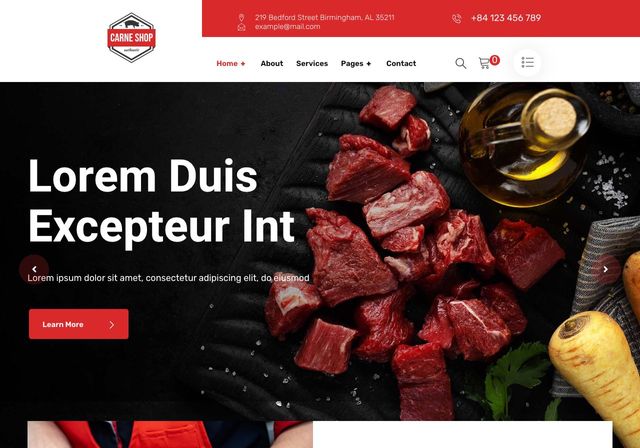 CARNE SHOP
authentic
219 Bedford Street Birmingham, AL 35211
example@mail.com
+84 123 456 789
Home +
About
Services
Pages +
Contact
0
Lorem Duis
Excepteur Int
Lorem ipsum dolor sit amet, consectetur adipiscing elit, do eiusmod
Learn More